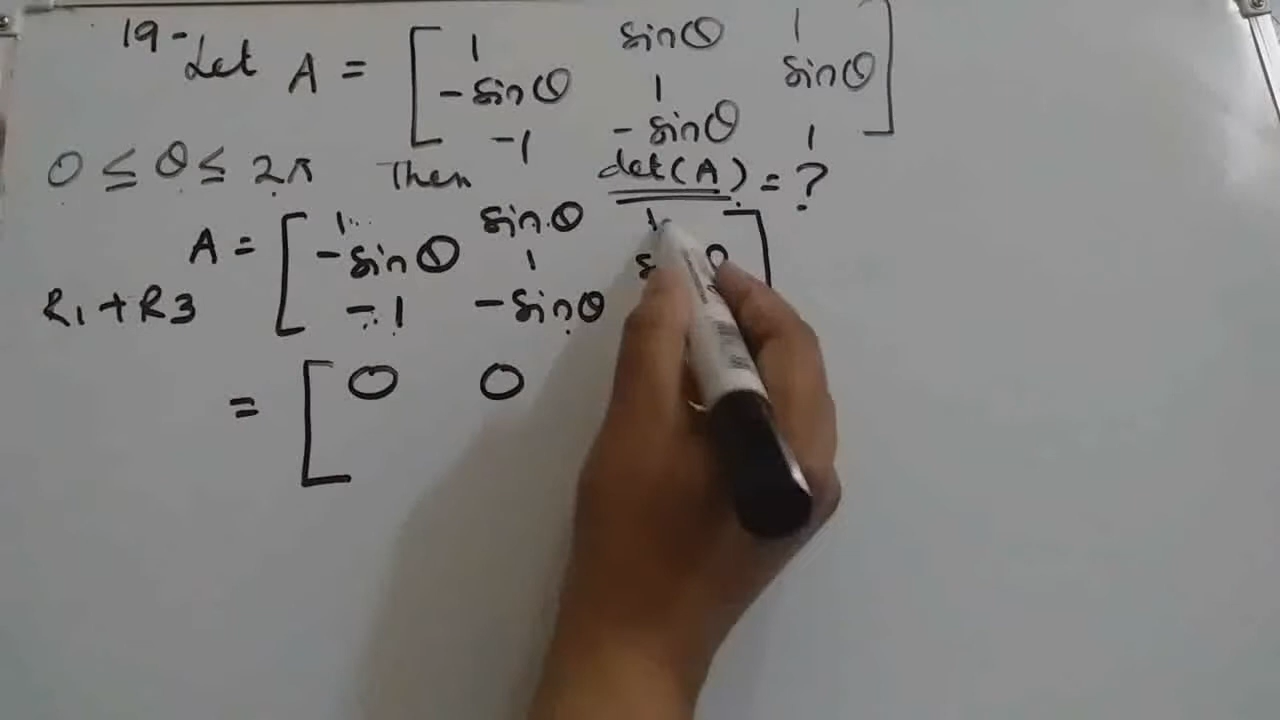 19- Let A = [ 1 sinθ 1
-sinθ 1 sinθ
-1 -sinθ 1 ]
0 ≤ θ ≤ 2π Then det(A) = ?
A = [ 1 sinθ 1
-sinθ 1
R1 + R3 -1 -sinθ ]
= [ 0 0